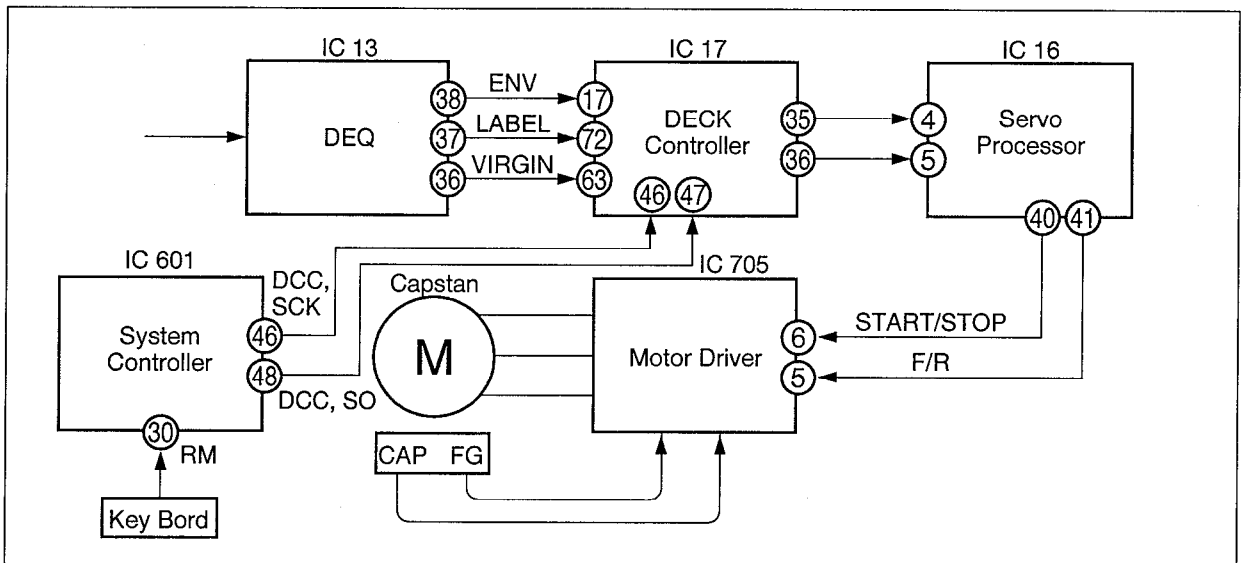 IC 13
DEQ
38
37
36
ENV
LABEL
VIRGIN
IC 17
17
72
63
DECK
Controller
46
47
35
36
IC 16
4
5
Servo
Processor
40
41
IC 601
System
Controller
46
48
30
RM
Key Bord
DCC,
SCK
DCC, SO
Capstan
M
CAP FG
IC 705
Motor Driver
6
5
START/STOP
F/R